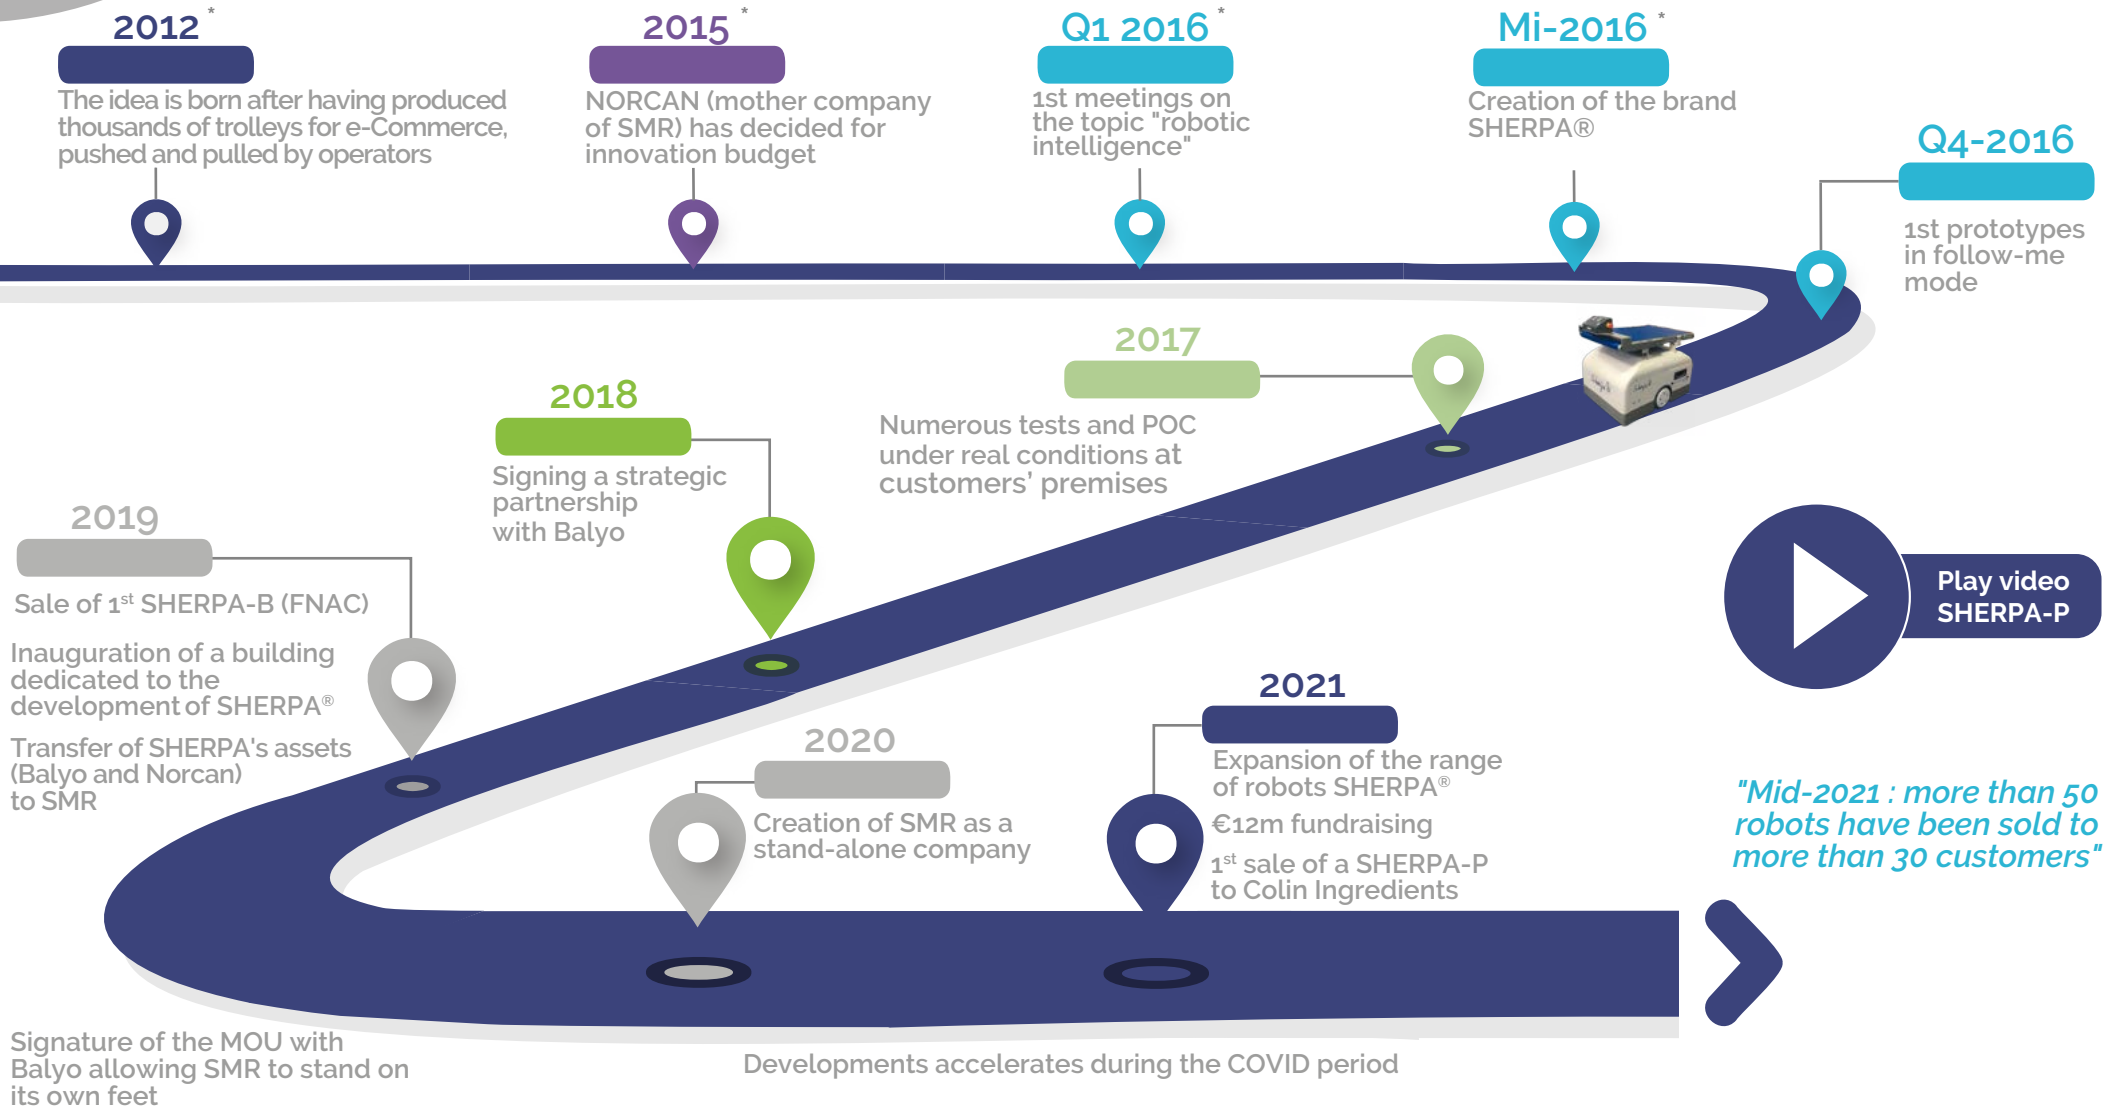 2012 *
The idea is born after having produced
thousands of trolleys for e-Commerce,
pushed and pulled by operators
2015 *
NORCAN (mother company
of SMR) has decided for
innovation budget
Q1 2016 *
1st meetings on
the topic "robotic
intelligence"
Mi-2016 *
Creation of the brand
SHERPA®
Q4-2016
1st prototypes
in follow-me
mode
2017
Numerous tests and POC
under real conditions at
customers’ premises
2018
Signing a strategic
partnership
with Balyo
2019
Sale of 1st SHERPA-B (FNAC)
Inauguration of a building
dedicated to the
development of SHERPA®
Transfer of SHERPA's assets
(Balyo and Norcan)
to SMR
Signature of the MOU with
Balyo allowing SMR to stand on
its own feet
2020
Creation of SMR as a
stand-alone company
2021
Expansion of the range
of robots SHERPA®
€12m fundraising
1st sale of a SHERPA-P
to Colin Ingredients
Developments accelerates during the COVID period
Play video
SHERPA-P
"Mid-2021 : more than 50
robots have been sold to
more than 30 customers"